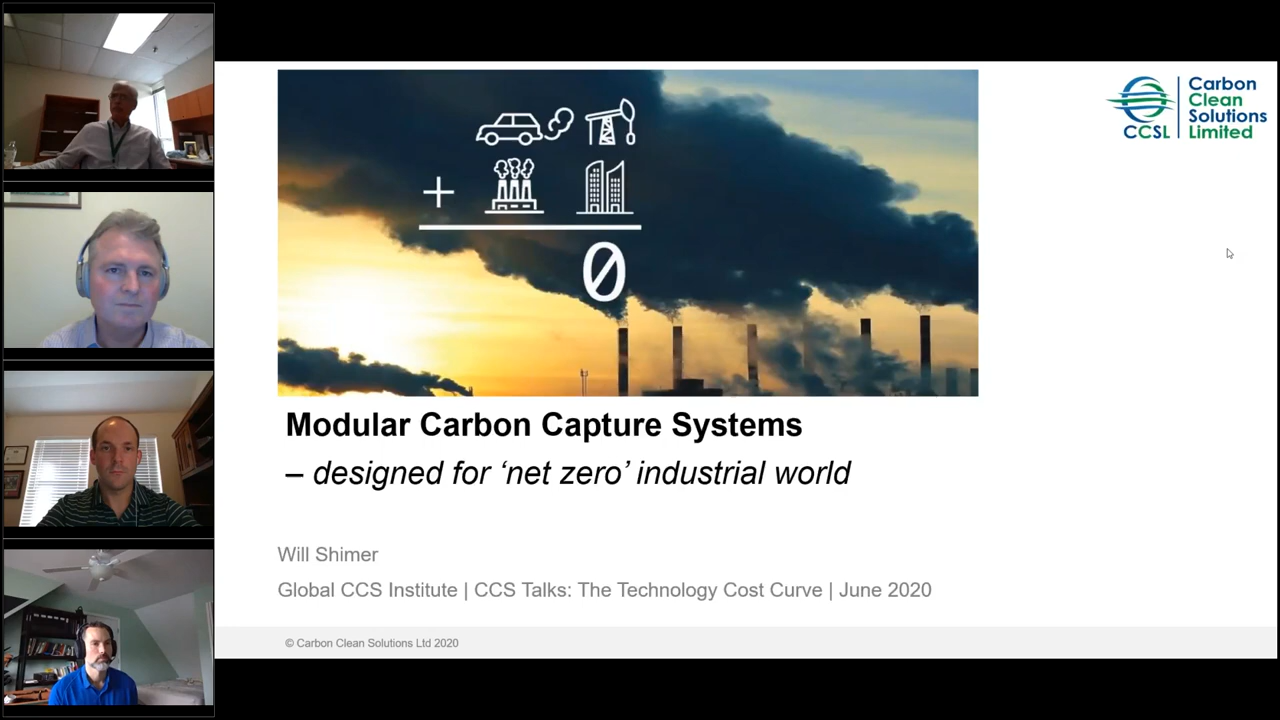 +
0
Carbon
Clean
Solutions
Limited
CCSL
Modular Carbon Capture Systems
– designed for ‘net zero’ industrial world
Will Shimer
Global CCS Institute | CCS Talks: The Technology Cost Curve | June 2020
© Carbon Clean Solutions Ltd 2020